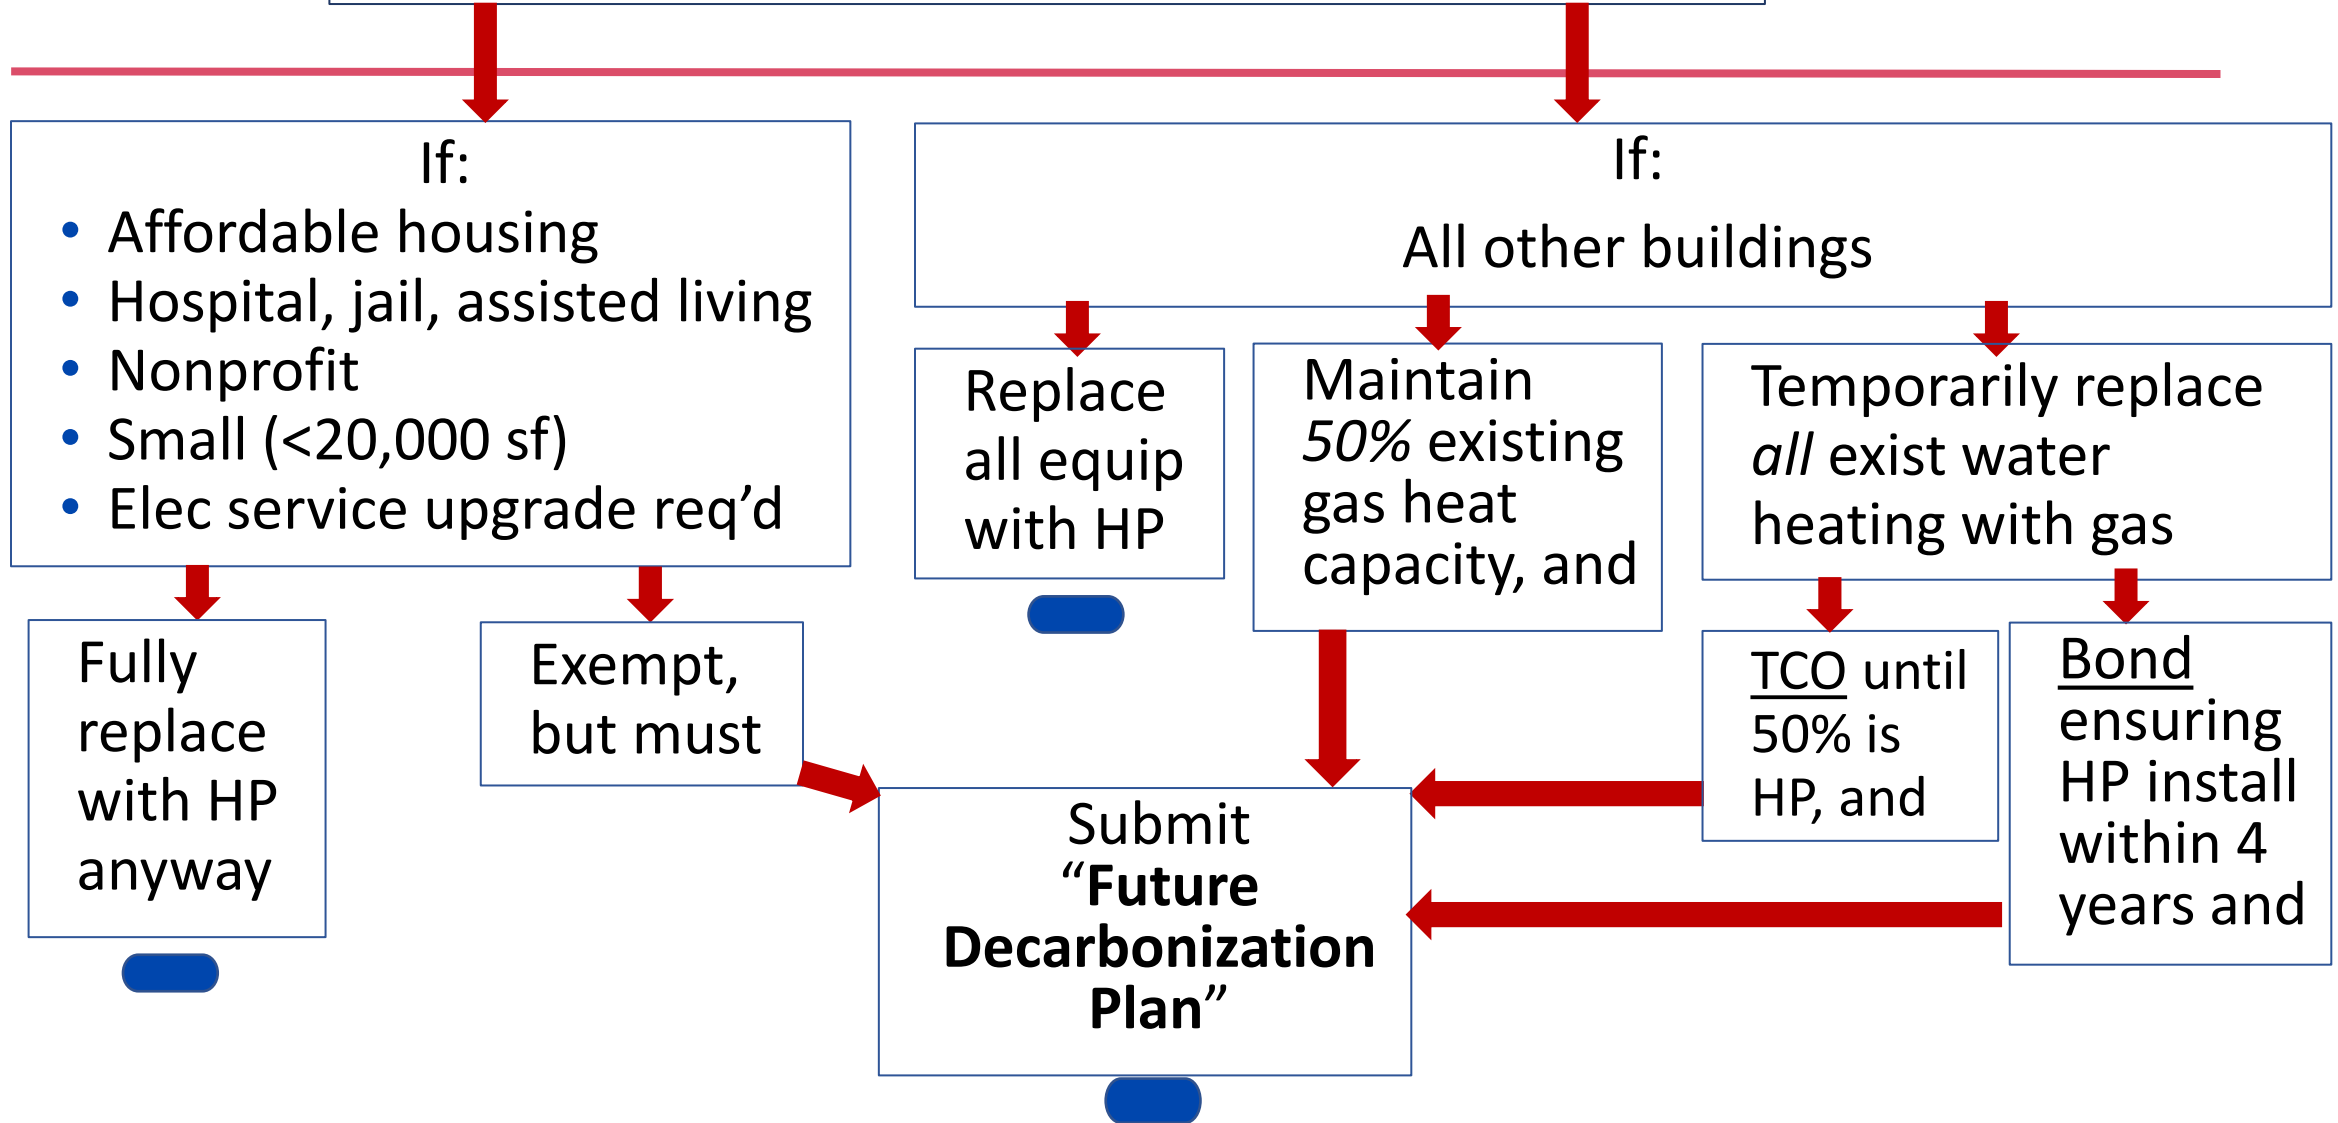 If:
• Affordable housing
• Hospital, jail, assisted living
• Nonprofit
• Small (<20,000 sf)
• Elec service upgrade req’d
If:
All other buildings
Fully
replace
with HP
anyway
Exempt,
but must
Replace
all equip
with HP
Maintain
50% existing
gas heat
capacity, and
Temporarily replace
all exist water
heating with gas
TCO until
50% is
HP, and
Bond
ensuring
HP install
within 4
years and
Submit
“Future
Decarbonization
Plan”